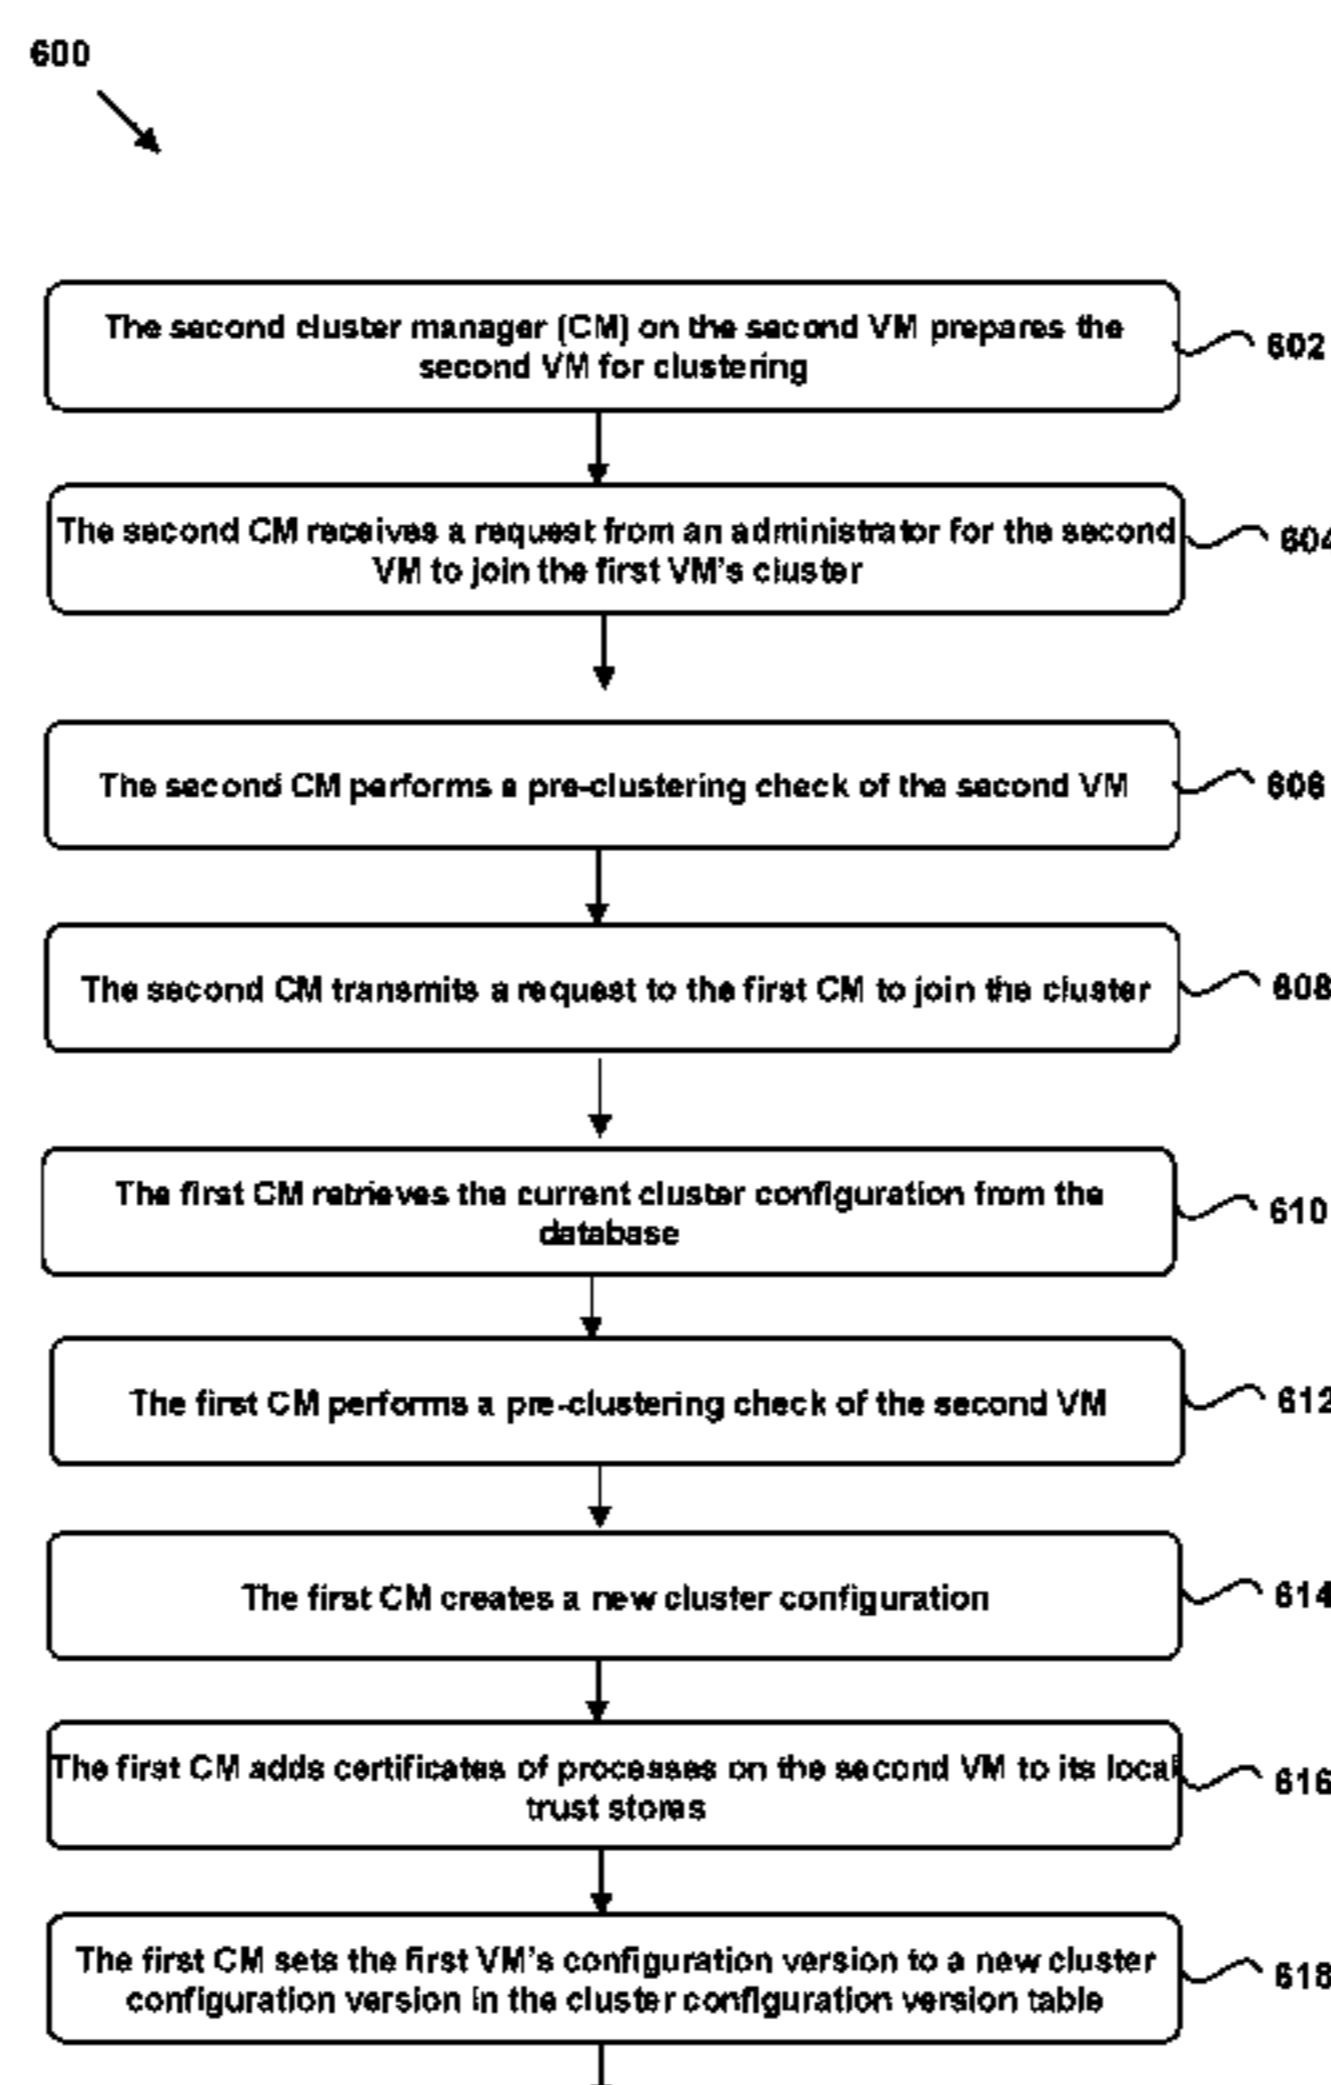 600
The second cluster manager (CM) on the second VM prepares the
second VM for clustering
602
The second CM receives a request from an administrator for the second
VM to join the first VM's cluster
604
The second CM performs a pre-clustering check of the second VM
606
The second CM transmits a request to the first CM to join the cluster
608
The first CM retrieves the current cluster configuration from the
database
610
The first CM performs a pre-clustering check of the second VM
612
The first CM creates a new cluster configuration
614
The first CM adds certificates of processes on the second VM to its local
trust stores
616
The first CM sets the first VM's configuration version to a new cluster
configuration version in the cluster configuration version table
618